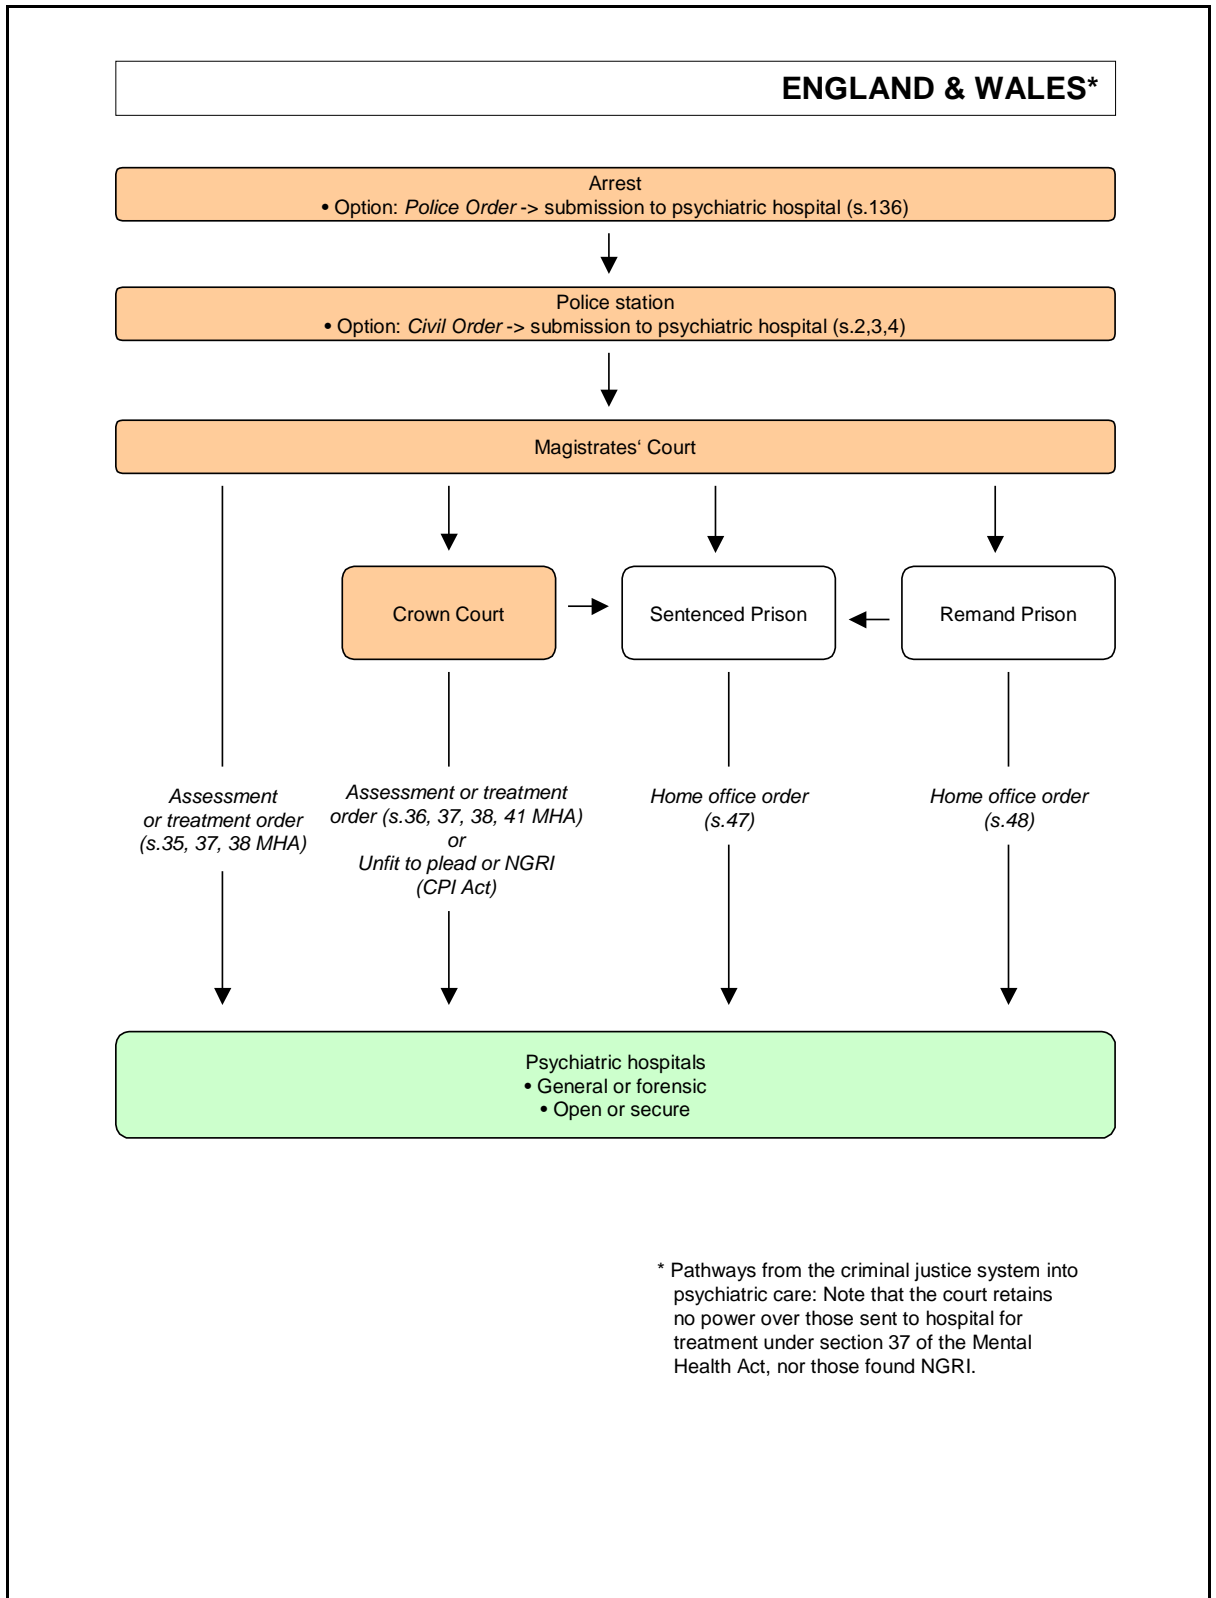 ENGLAND & WALES*
Arrest
• Option: Police Order -> submission to psychiatric hospital (s.136)
Police station
• Option: Civil Order -> submission to psychiatric hospital (s.2,3,4)
Magistrates‘ Court
Crown Court
Sentenced Prison
Remand Prison
Assessment
or treatment order
(s.35, 37, 38 MHA)
Assessment or treatment
order (s.36, 37, 38, 41 MHA)
or
Unfit to plead or NGRI
(CPI Act)
Home office order
(s.47)
Home office order
(s.48)
Psychiatric hospitals
• General or forensic
• Open or secure
* Pathways from the criminal justice system into
psychiatric care: Note that the court retains
no power over those sent to hospital for
treatment under section 37 of the Mental
Health Act, nor those found NGRI.